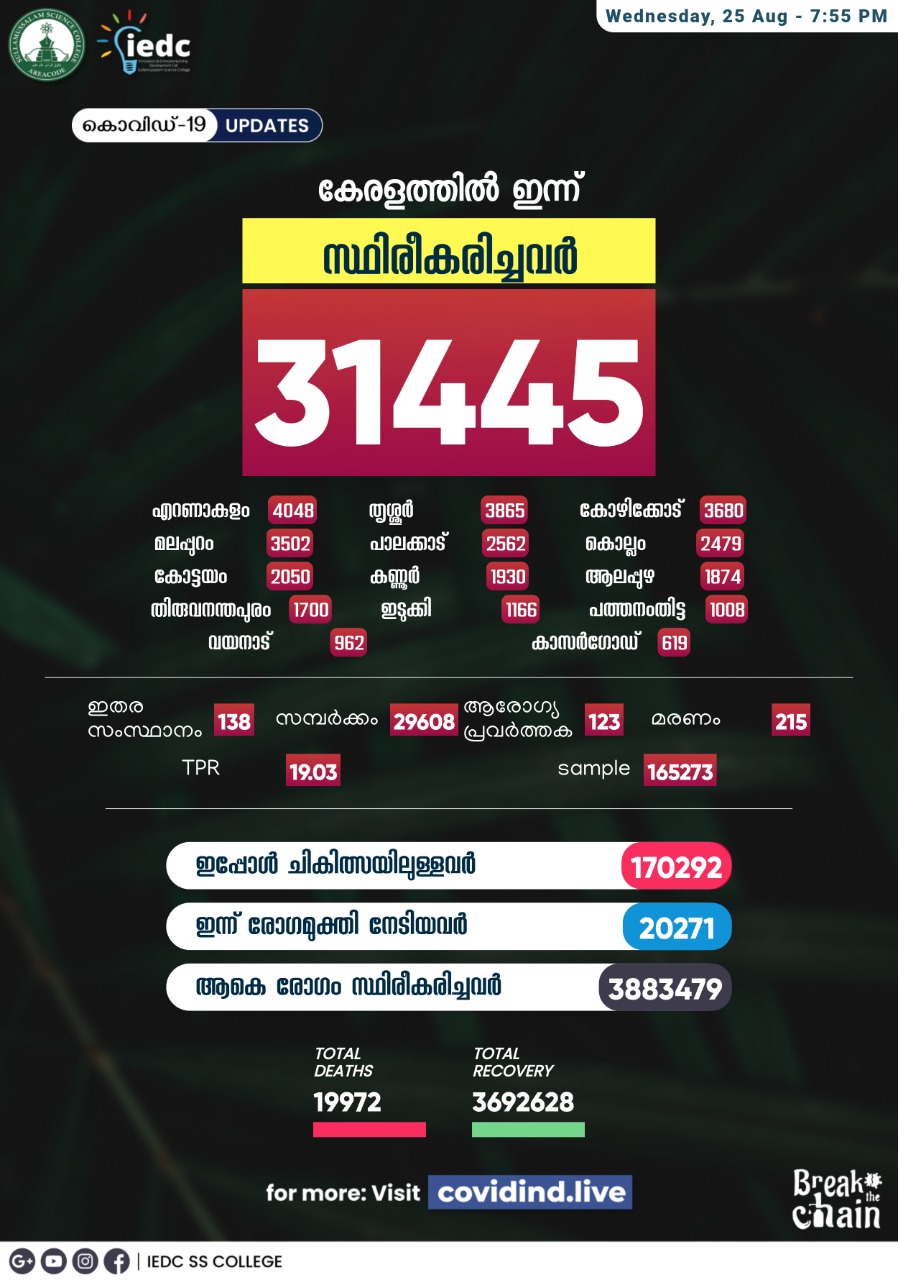 Wednesday, 25 Aug - 7:55 PM
SULLAMUSSALAM SCIENCE COLLEGE
AREACODE
iedc
കൊവിഡ്-19 UPDATES
കേരളത്തിൽ ഇന്ന്
സ്ഥിരീകരിച്ചവർ
31445
എറണാകുളം 4048 തൃശ്ശൂർ 3865 കോഴിക്കോട് 3680
മലപ്പുറം 3502 പാലക്കാട് 2562 കൊല്ലം 2479
കോട്ടയം 2050 കണ്ണൂർ 1930 ആലപ്പുഴ 1874
തിരുവനന്തപുരം 1700 ഇടുക്കി 1166 പത്തനംതിട്ട 1008
വയനാട് 962 കാസർഗോഡ് 619
ഇതര സംസ്ഥാനം 138 സമ്പർക്കം 29608 ആരോഗ്യ പ്രവർത്തക 123 മരണം 215
TPR 19.03 sample 165273
ഇപ്പോൾ ചികിത്സയിലുള്ളവർ 170292
ഇന്ന് രോഗമുക്തി നേടിയവർ 20271
ആകെ രോഗം സ്ഥിരീകരിച്ചവർ 3883479
TOTAL DEATHS
19972
TOTAL RECOVERY
3692628
for more: Visit covidind.live
Break the chain
G+ f | IEDC SS COLLEGE